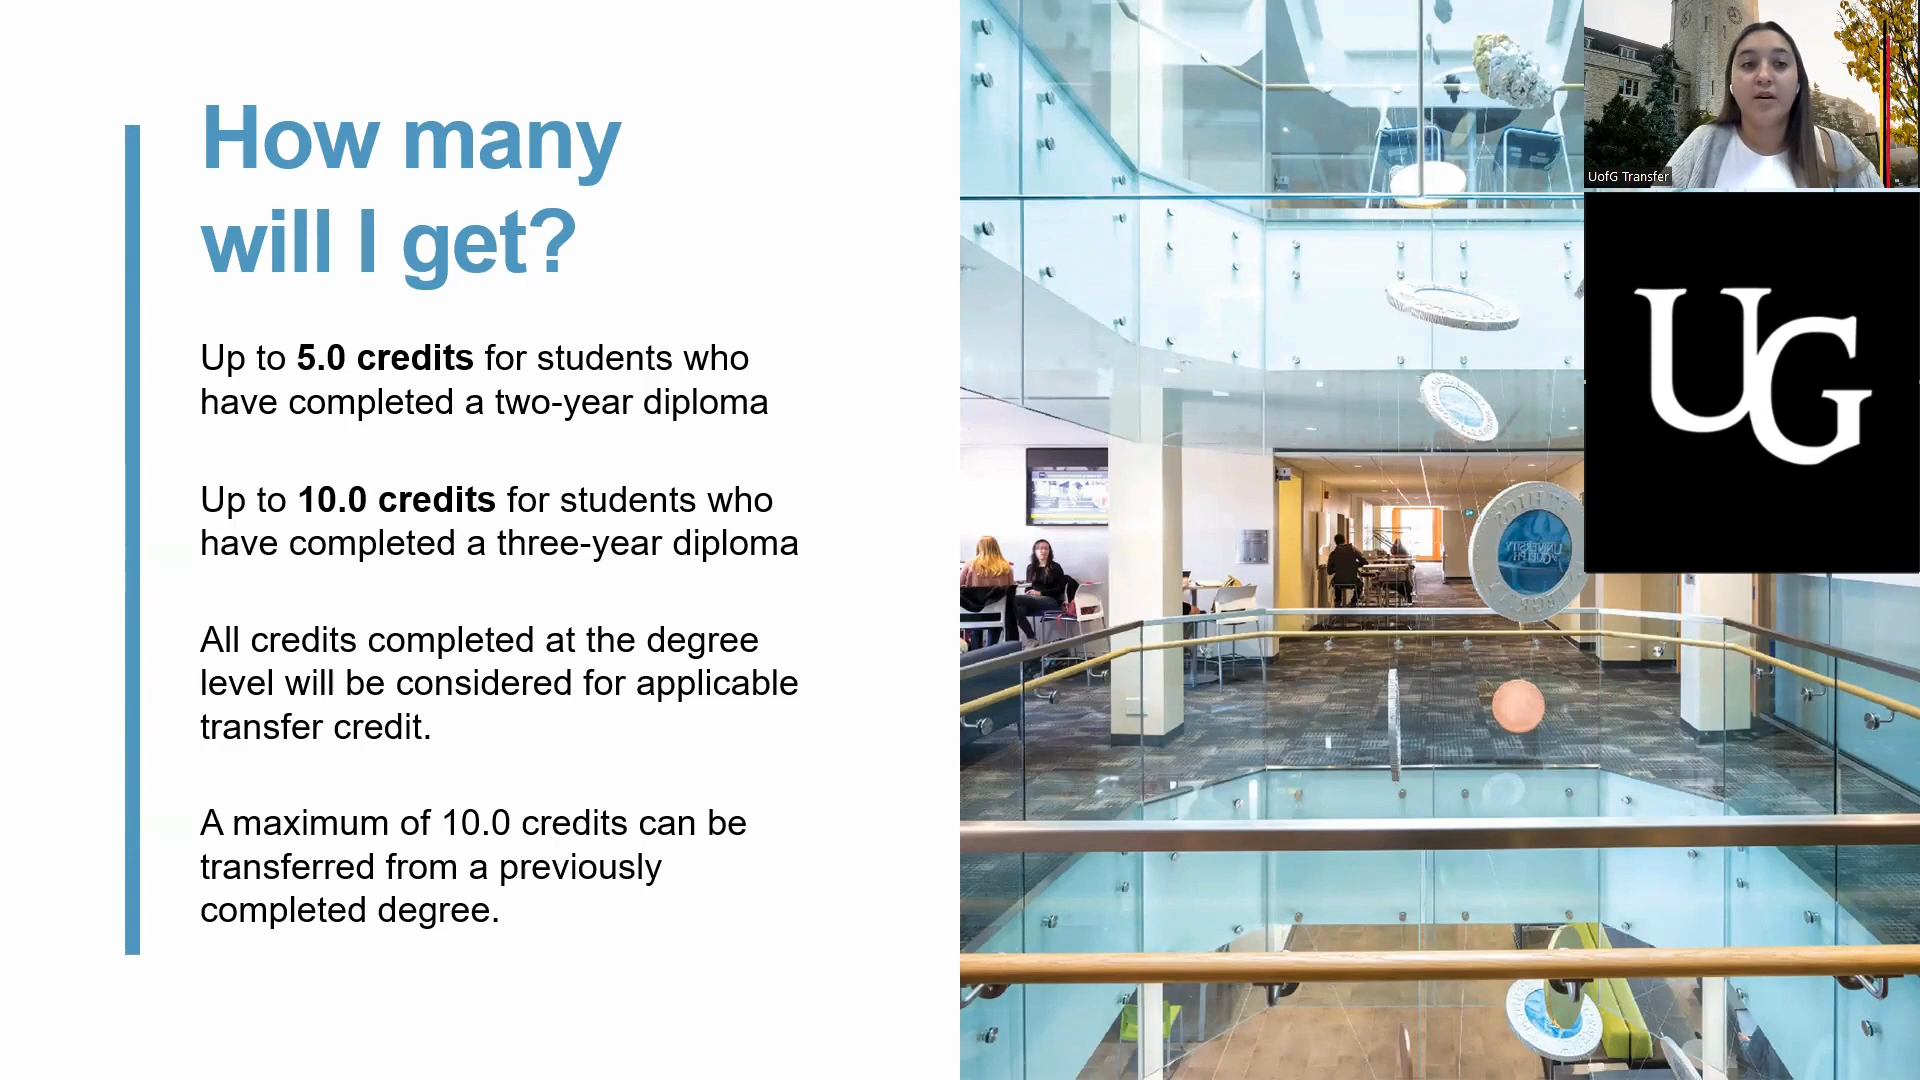 How many
will I get?
Up to 5.0 credits for students who
have completed a two-year diploma
Up to 10.0 credits for students who
have completed a three-year diploma
All credits completed at the degree
level will be considered for applicable
transfer credit.
A maximum of 10.0 credits can be
transferred from a previously
completed degree.
UofG Transfer
UG